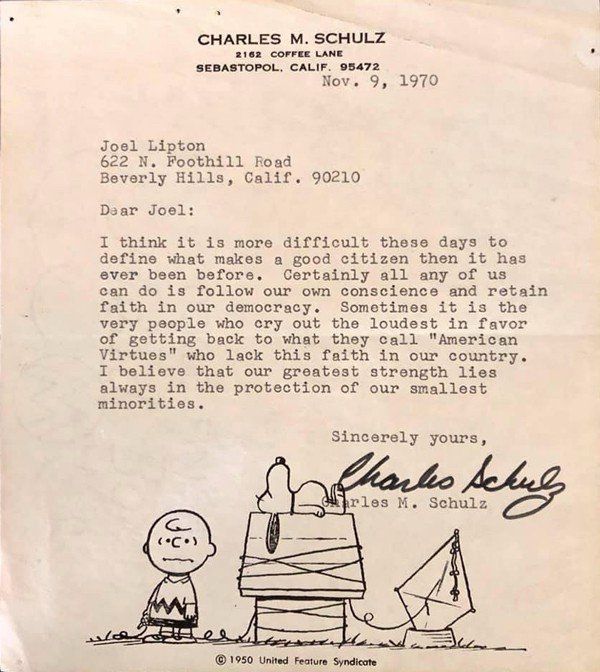 CHARLES M. SCHULZ
2162 COFFEE LANE
SEBASTOPOL, CALIF. 95472
Nov. 9, 1970
Joel Lipton
622 N. Foothill Road
Beverly Hills, Calif. 90210
Dear Joel:
I think it is more difficult these days to
define what makes a good citizen then it has
ever been before.  Certainly all any of us
can do is follow our own conscience and retain
faith in our democracy.  Sometimes it is the
very people who cry out the loudest in favor
of getting back to what they call "American
Virtues" who lack this faith in our country.
I believe that our greatest strength lies
always in the protection of our smallest
minorities.
Sincerely yours,
Charles Schulz
Charles M. Schulz
© 1950 United Feature Syndicate